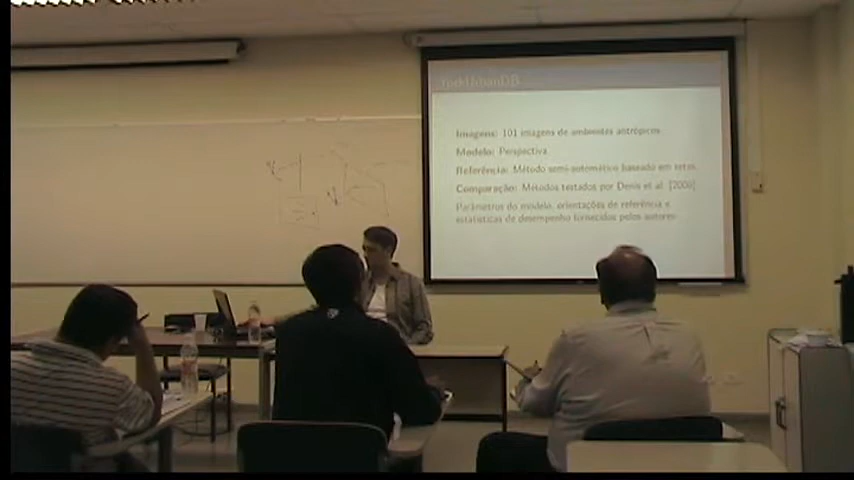 YorkUrbanDB
Imagens: 101 imagens de ambientes antrópicos
Modelo: Perspectiva
Referência: Método semi-automático baseado em retas
Comparação: Métodos testados por Denis et al. [2008]
Parâmetros do modelo, orientações de referência e
estatísticas de desempenho fornecidos pelos autores